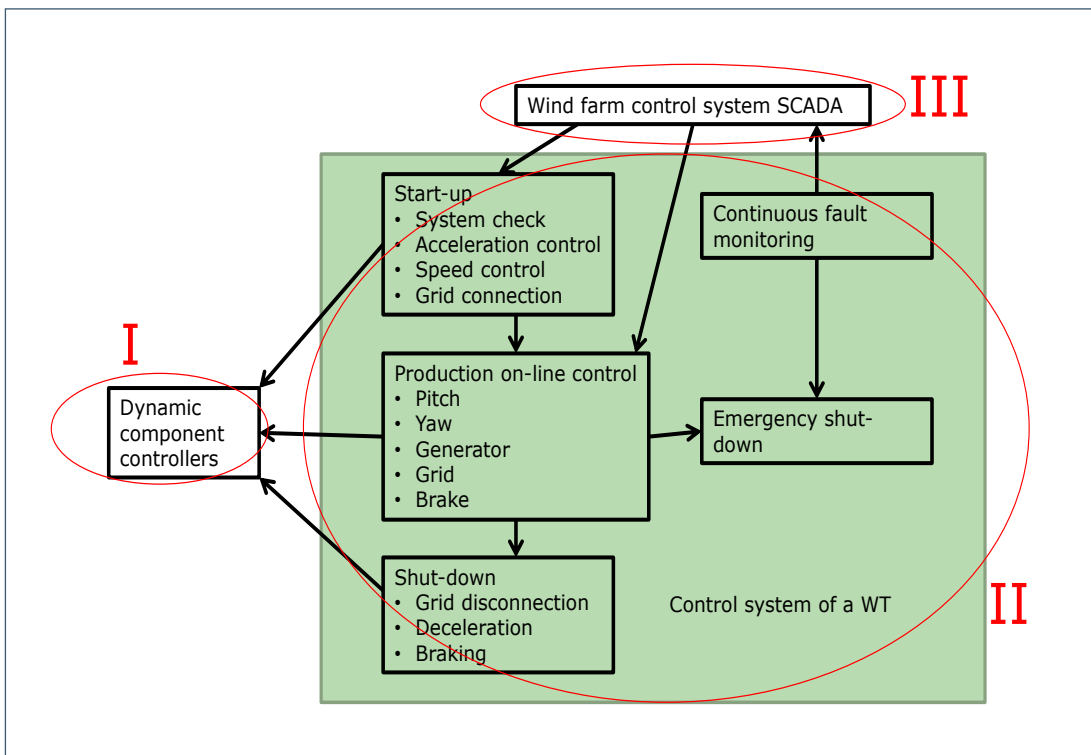 Wind farm control system SCADA
III
Start-up
• System check
• Acceleration control
• Speed control
• Grid connection
Continuous fault
monitoring
I
Dynamic
component
controllers
Production on-line control
• Pitch
• Yaw
• Generator
• Grid
• Brake
Emergency shut-
down
Shut-down
• Grid disconnection
• Deceleration
• Braking
Control system of a WT
II